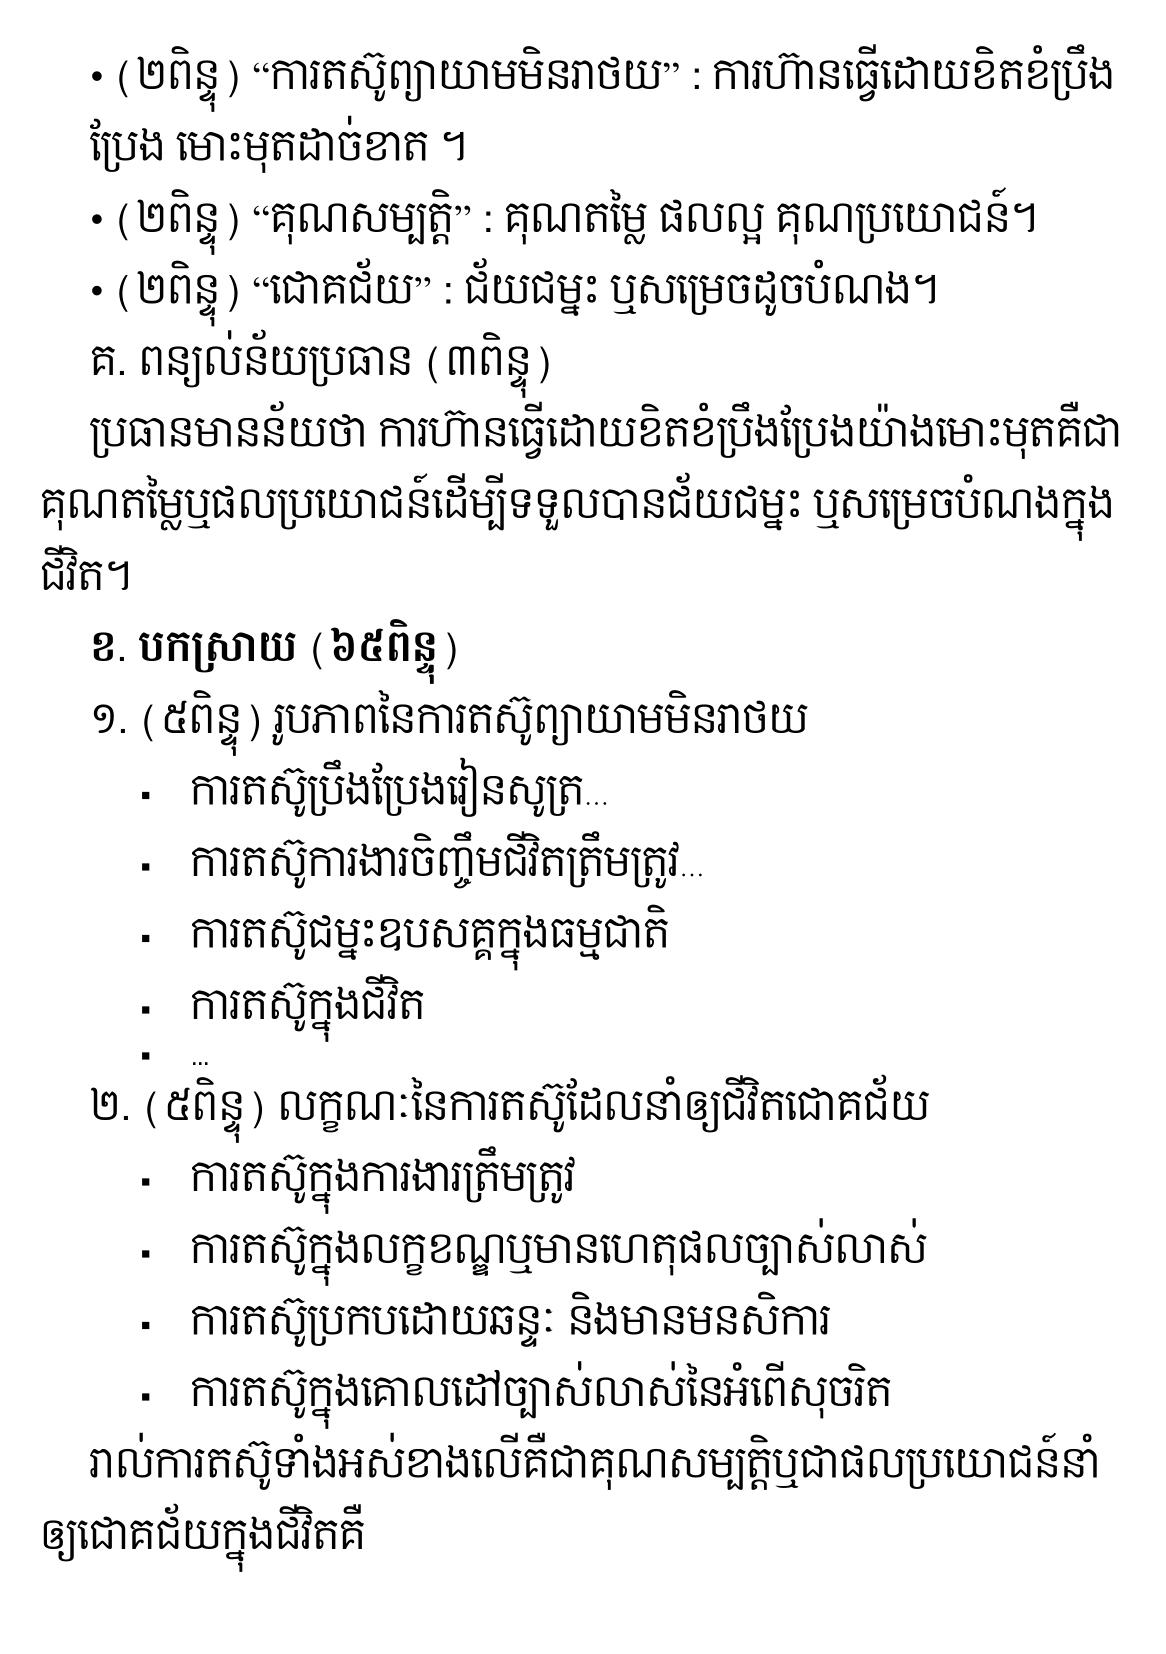 • (២ពិន្ទុ) “ការតស៊ូព្យាយាមមិនរាថយ” : ការហ៊ានធ្វើដោយខិតខំប្រឹង
ប្រែង មោះមុតដាច់ខាត ។
• (២ពិន្ទុ) “គុណសម្បត្តិ” : គុណតម្លៃ ផលល្អ គុណប្រយោជន៍។
• (២ពិន្ទុ) “ជោគជ័យ” : ជ័យជម្នះ ឬសម្រេចដូចបំណង។
គ. ពន្យល់ន័យប្រធាន (៣ពិន្ទុ)
ប្រធានមានន័យថា ការហ៊ានធ្វើដោយខិតខំប្រឹងប្រែងយ៉ាងមោះមុតគឺជា
គុណតម្លៃឬផលប្រយោជន៍ដើម្បីទទួលបានជ័យជម្នះ ឬសម្រេចបំណងក្នុង
ជីវិត។
ខ. បកស្រាយ (៦៥ពិន្ទុ)
១. (៥ពិន្ទុ) រូបភាពនៃការតស៊ូព្យាយាមមិនរាថយ
▪ ការតស៊ូប្រឹងប្រែងរៀនសូត្រ...
▪ ការតស៊ូការងារចិញ្ចឹមជីវិតត្រឹមត្រូវ...
▪ ការតស៊ូជម្នះឧបសគ្គក្នុងធម្មជាតិ
▪ ការតស៊ូក្នុងជីវិត
▪ ...
២. (៥ពិន្ទុ) លក្ខណៈនៃការតស៊ូដែលនាំឲ្យជីវិតជោគជ័យ
▪ ការតស៊ូក្នុងការងារត្រឹមត្រូវ
▪ ការតស៊ូក្នុងលក្ខខណ្ឌឬមានហេតុផលច្បាស់លាស់
▪ ការតស៊ូប្រកបដោយឆន្ទៈ និងមានមនសិការ
▪ ការតស៊ូក្នុងគោលដៅច្បាស់លាស់នៃអំពើសុចរិត
រាល់ការតស៊ូទាំងអស់ខាងលើគឺជាគុណសម្បត្តិឬជាផលប្រយោជន៍នាំ
ឲ្យជោគជ័យក្នុងជីវិតគឺ